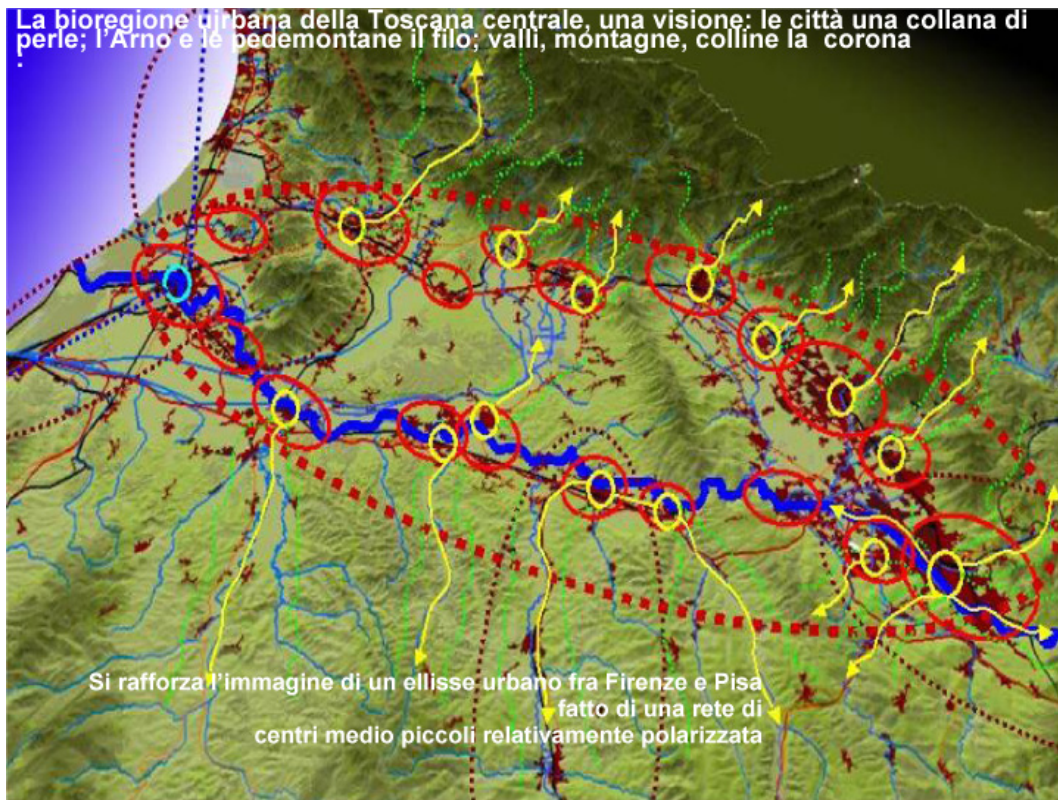 La bioregione ujrbana della Toscana centrale, una visione: le città una collana di
perle; l'Arno e le pedemontane il filo; valli, montagne, colline la corona
:
Si rafforza l'immagine di un ellisse urbano fra Firenze e Pisa
fatto di una rete di
centri medio piccoli relativamente polarizzata